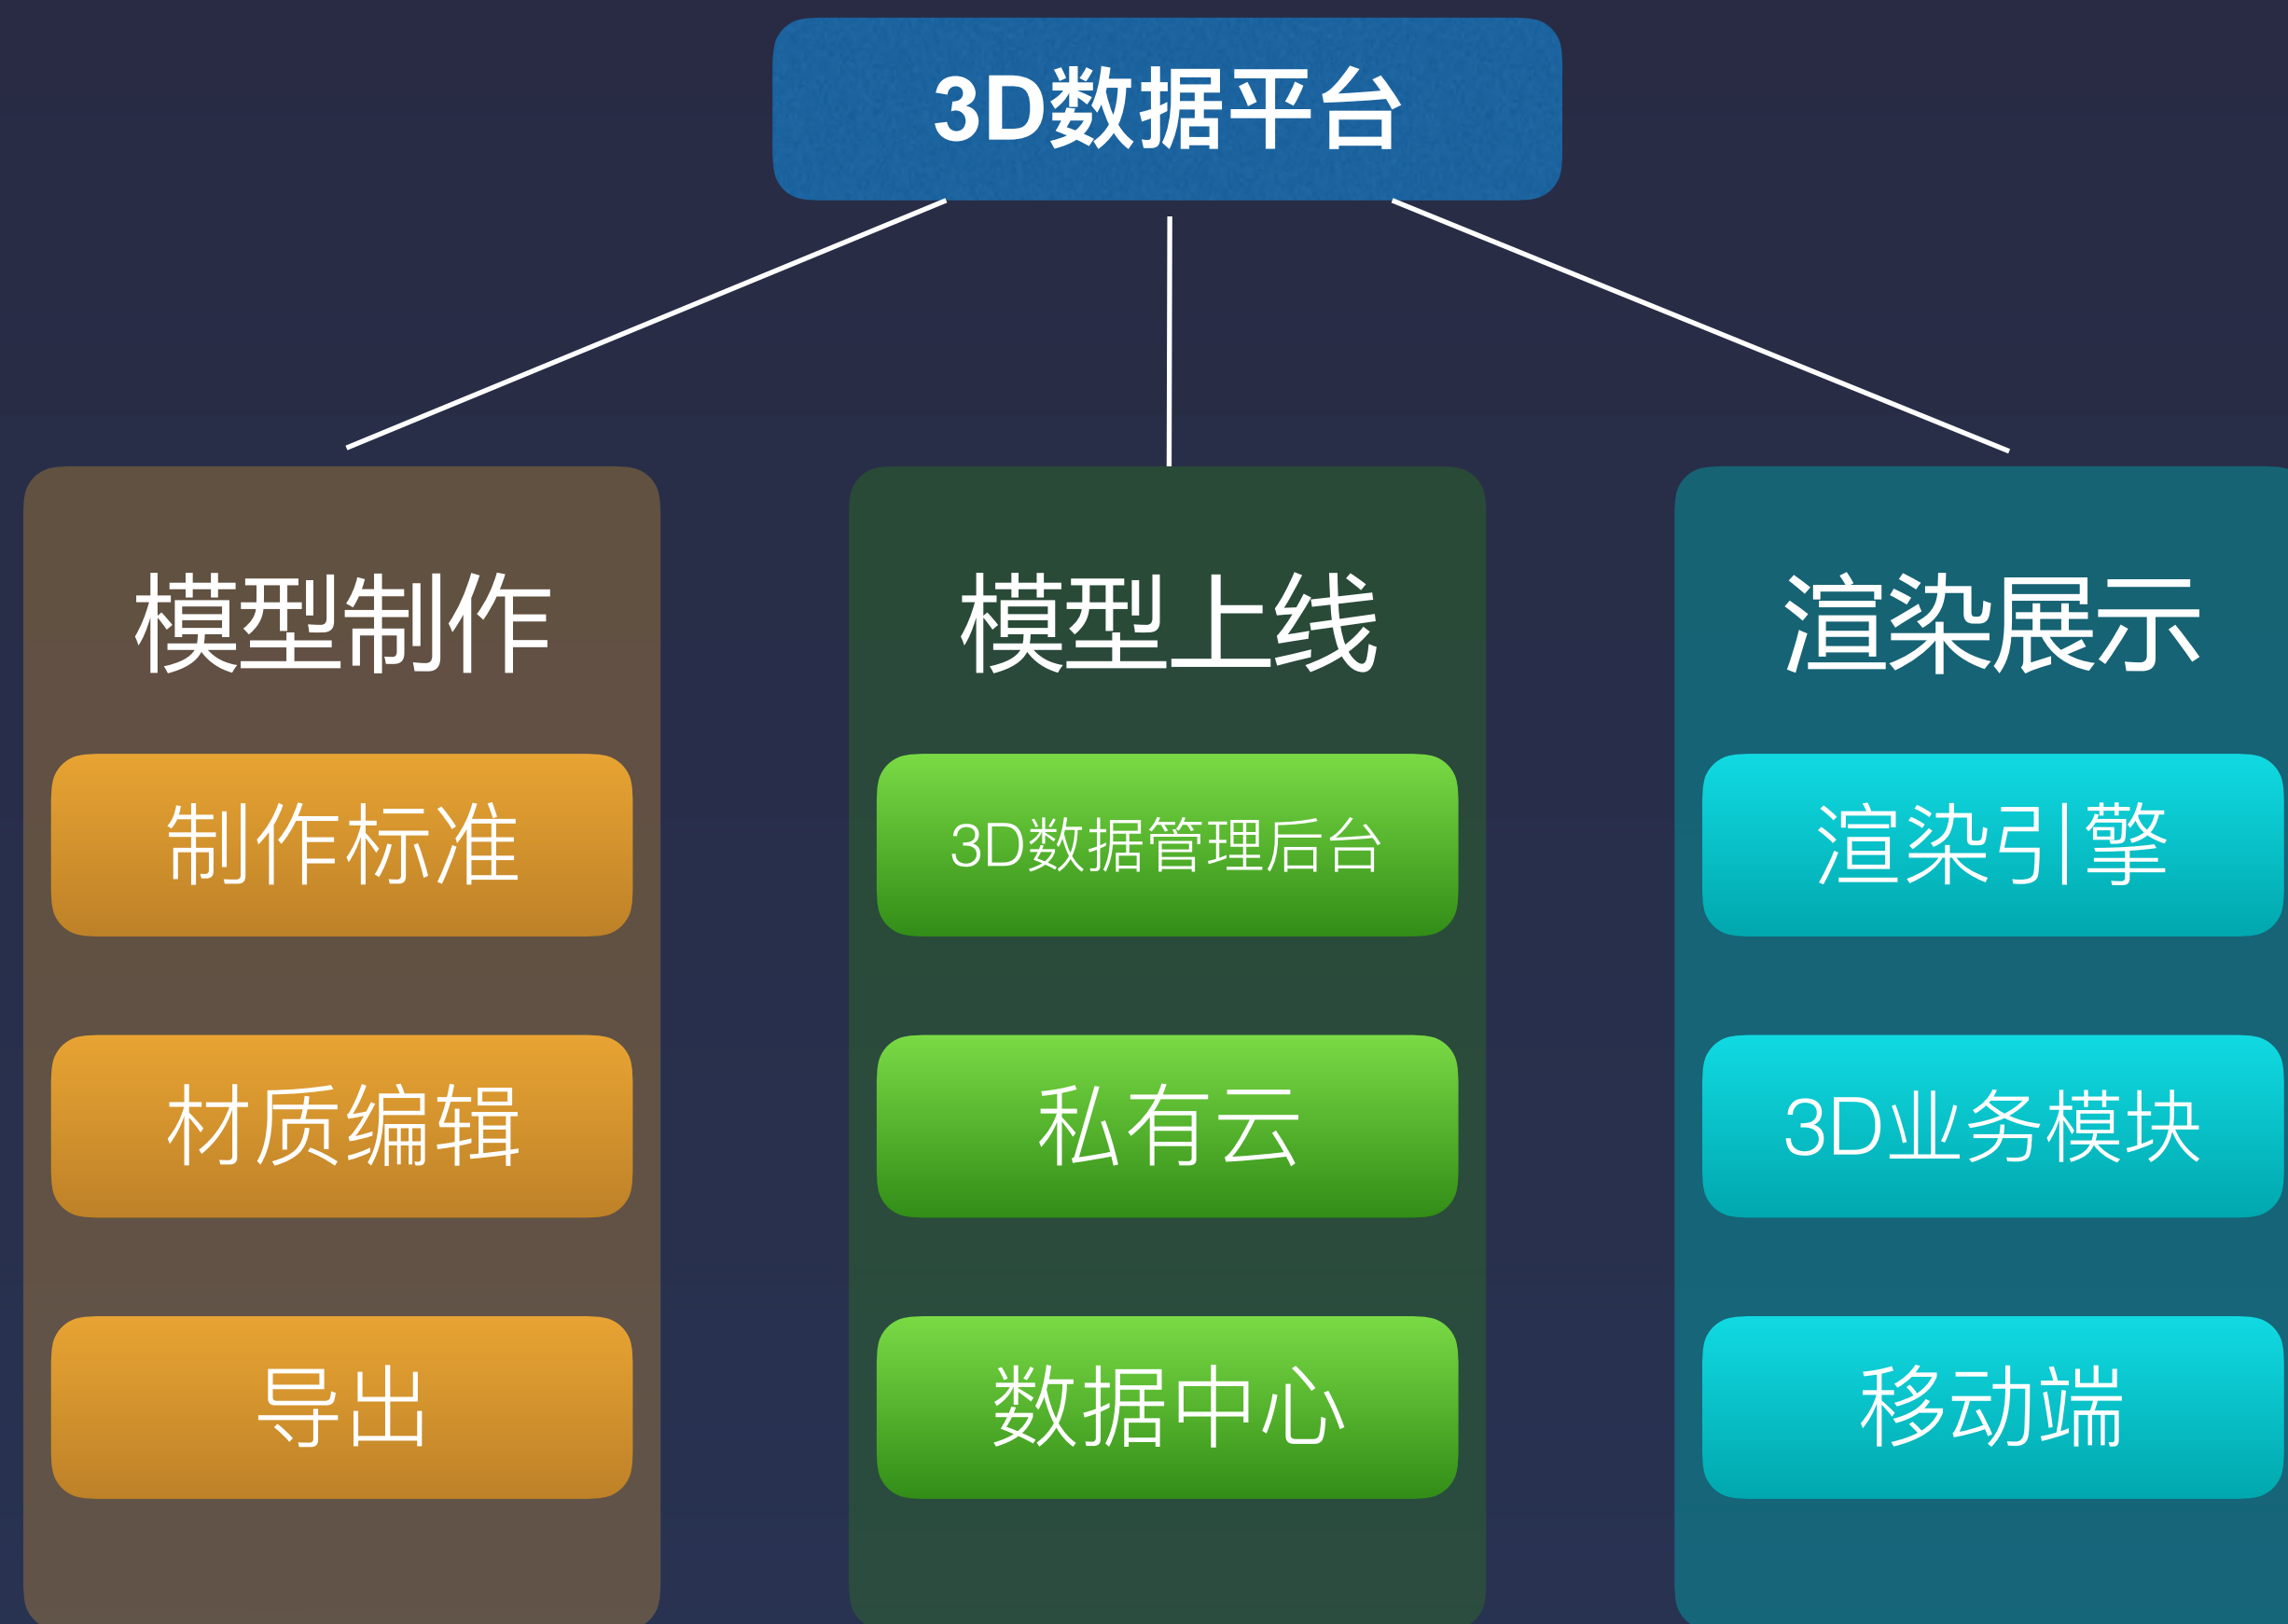 3D数据平台
模型制作
制作标准
材质编辑
导出
模型上线
3D数据管理后台
私有云
数据中心
渲染展示
渲染引擎
3D业务模块
移动端